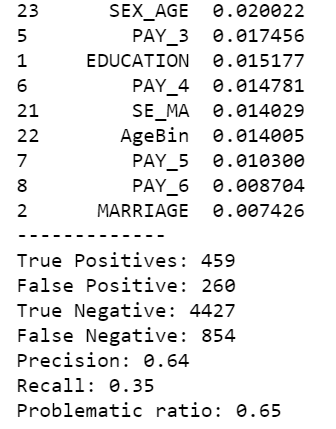 23 SEX_AGE 0.020022
5 PAY_3 0.017456
1 EDUCATION 0.015177
6 PAY_4 0.014781
21 SE_MA 0.014029
22 AgeBin 0.014005
7 PAY_5 0.010300
8 PAY_6 0.008704
2 MARRIAGE 0.007426
-------------
True Positives: 459
False Positive: 260
True Negative: 4427
False Negative: 854
Precision: 0.64
Recall: 0.35
Problematic ratio: 0.65